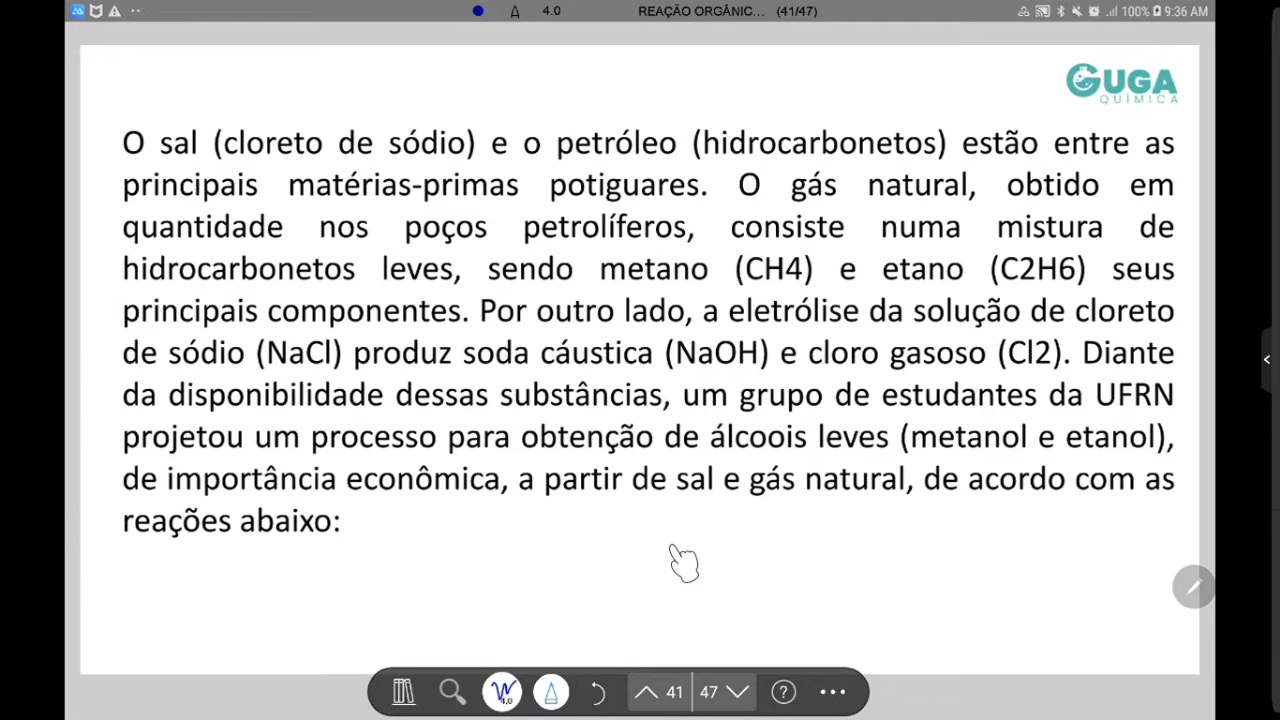 4.0 REAÇÃO ORGÂNIC... (41/47) 100% 9:36 AM
GUGA
QUÍMICA
O sal (cloreto de sódio) e o petróleo (hidrocarbonetos) estão entre as
principais matérias-primas potiguares. O gás natural, obtido em
quantidade nos poços petrolíferos, consiste numa mistura de
hidrocarbonetos leves, sendo metano (CH4) e etano (C2H6) seus
principais componentes. Por outro lado, a eletrólise da solução de cloreto
de sódio (NaCl) produz soda cáustica (NaOH) e cloro gasoso (Cl2). Diante
da disponibilidade dessas substâncias, um grupo de estudantes da UFRN
projetou um processo para obtenção de álcoois leves (metanol e etanol),
de importância econômica, a partir de sal e gás natural, de acordo com as
reações abaixo:
4.0 41 47 ?